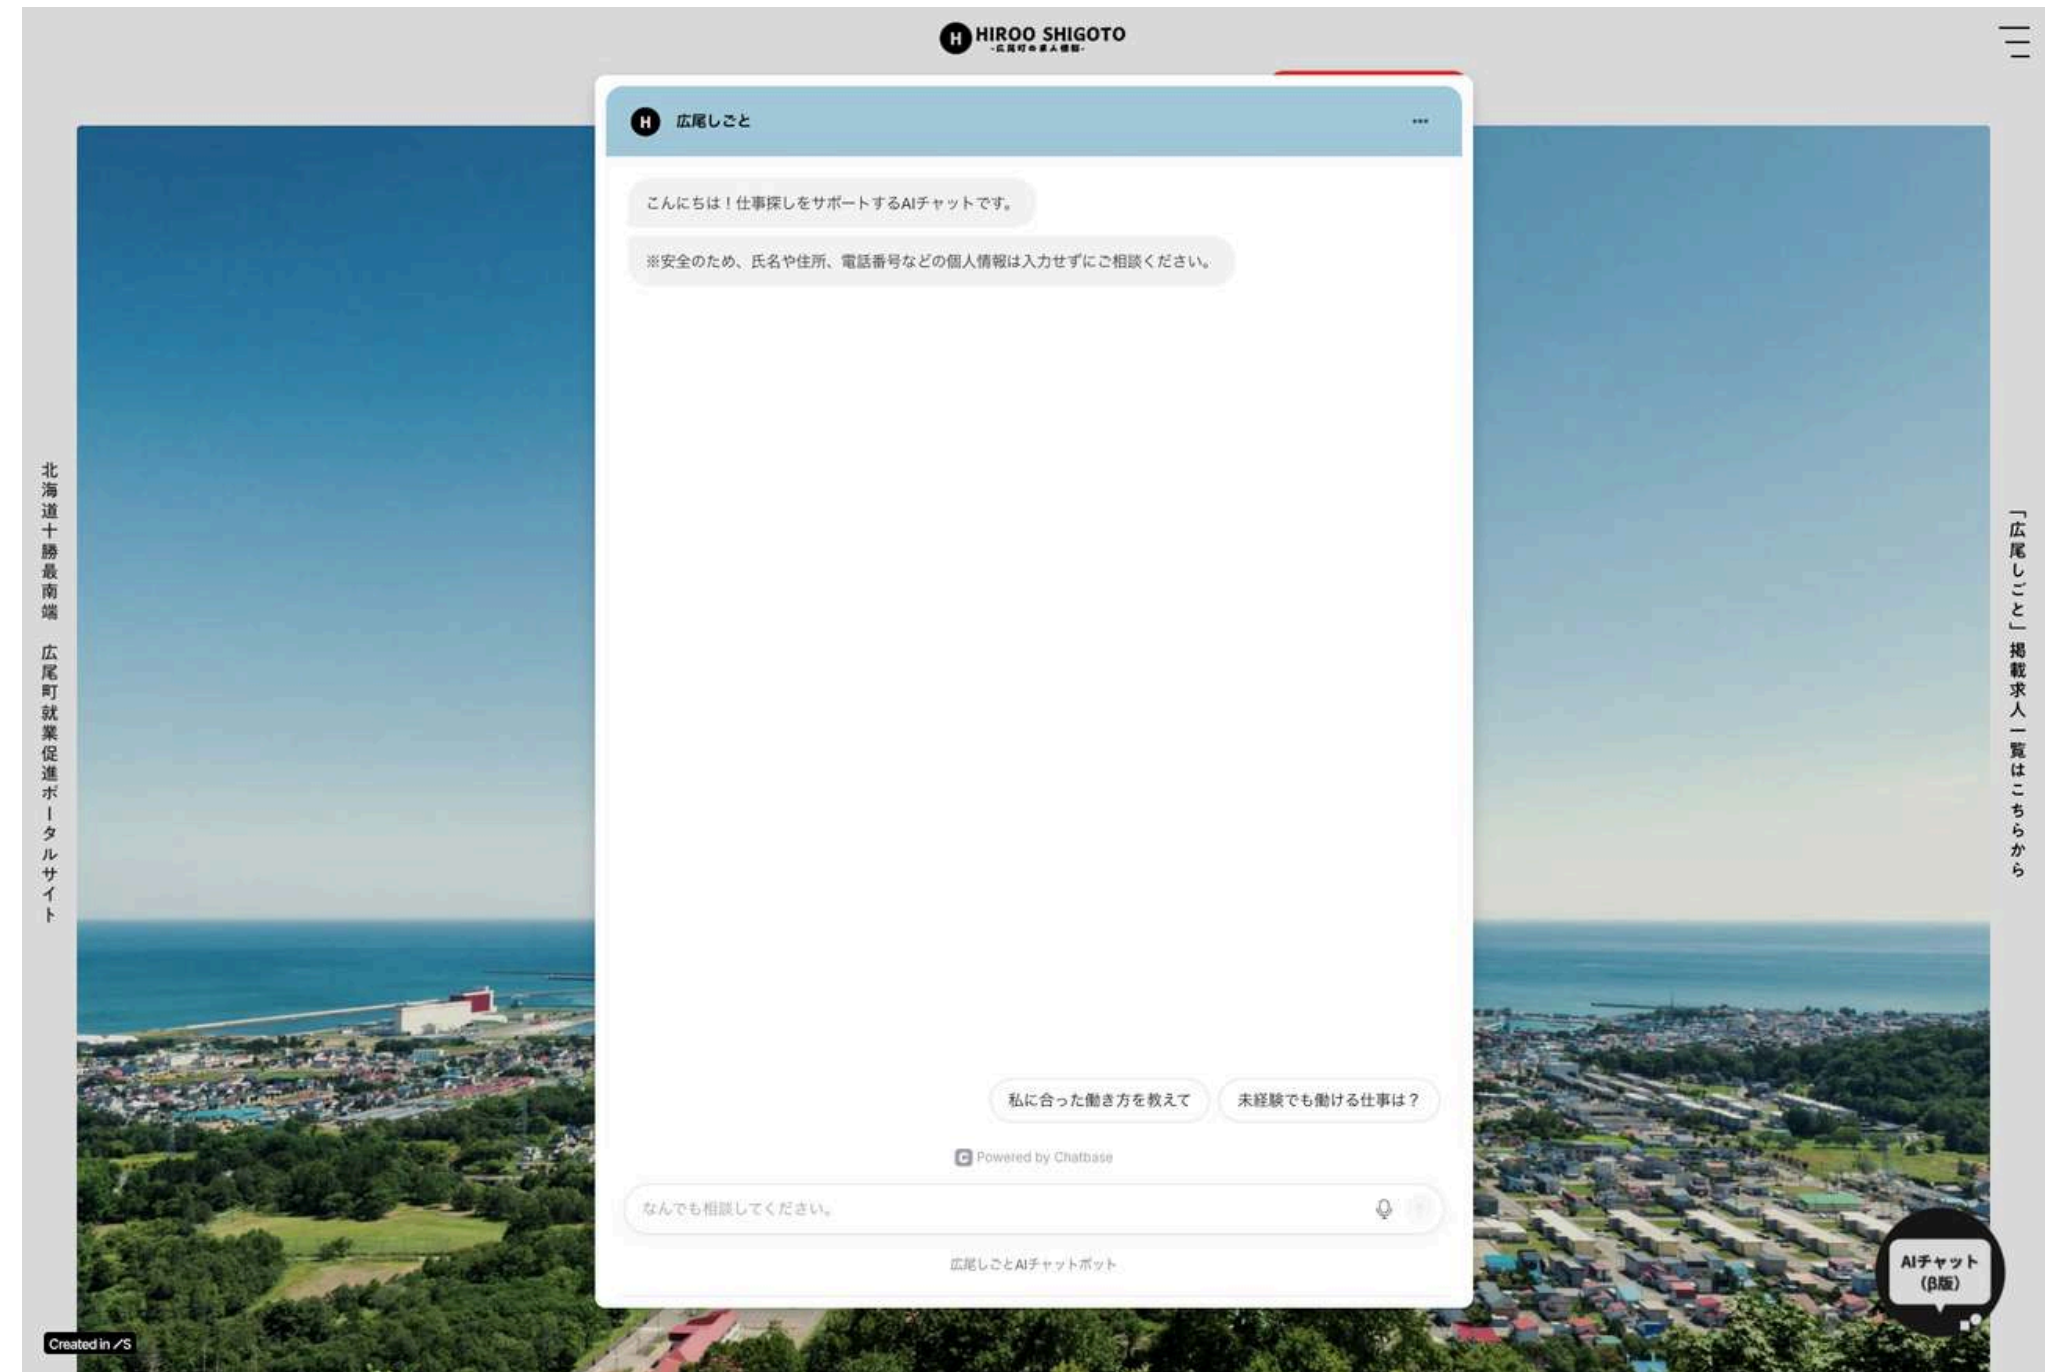 H HIROO SHIGOTO
-広尾町の求人情報-
H 広尾しごと
こんにちは！仕事探しをサポートするAIチャットです。
※安全のため、氏名や住所、電話番号などの個人情報は入力せずにご相談ください。
北海道十勝最南端　広尾町就業促進ポータルサイト
「広尾しごと」掲載求人一覧はこちらから
私に合った働き方を教えて
未経験でも働ける仕事は？
C Powered by Chatbase
なんでも相談してください。
広尾しごとAIチャットボット
AIチャット
（β版）
Created in /S